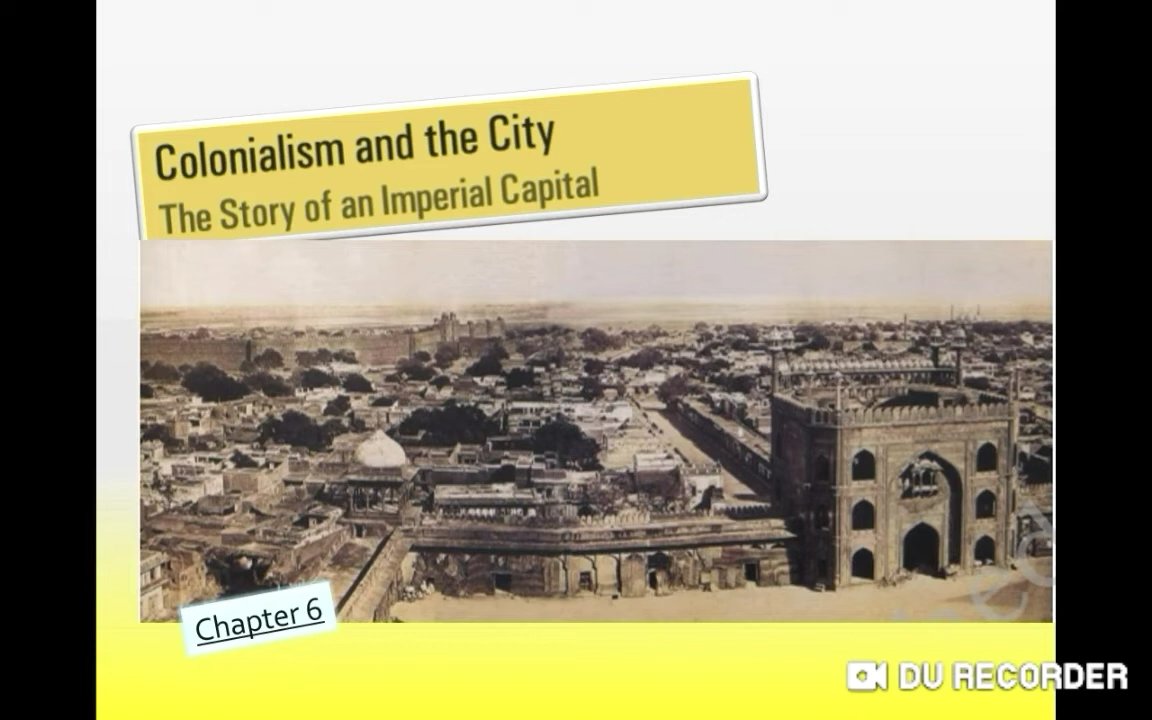 Colonialism and the City
The Story of an Imperial Capital
Chapter 6
DU RECORDER